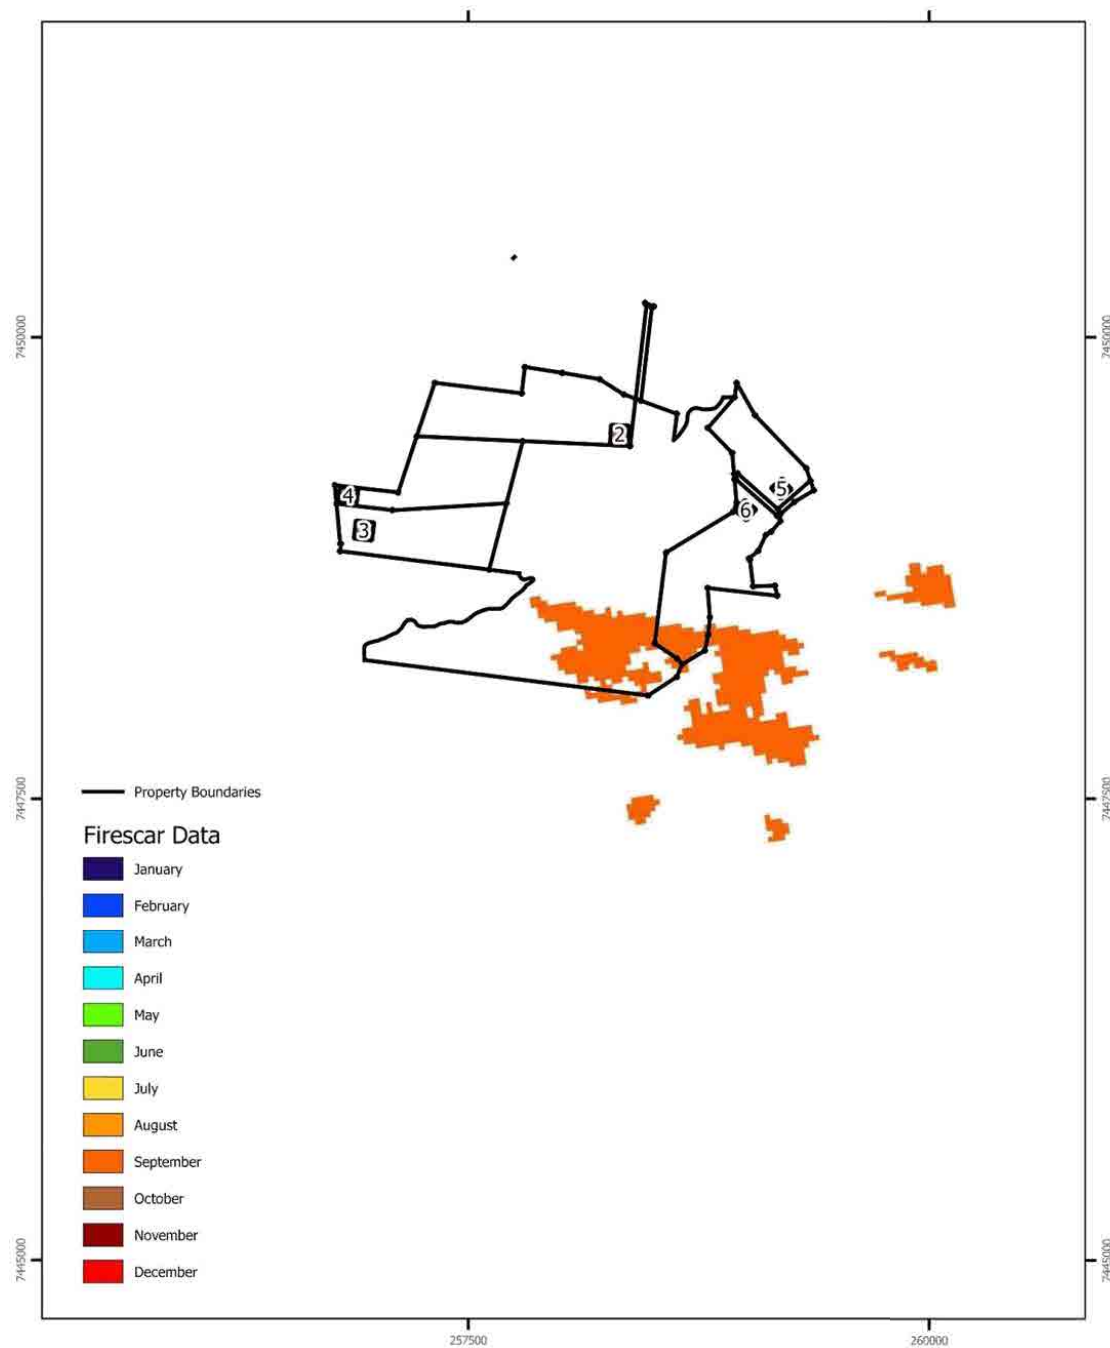 7450000
7450000
2
4
5
6
3
7447500
7447500
Property Boundaries
Firescar Data
January
February
March
April
May
June
July
August
September
October
November
December
7445000
7445000
257500
260000